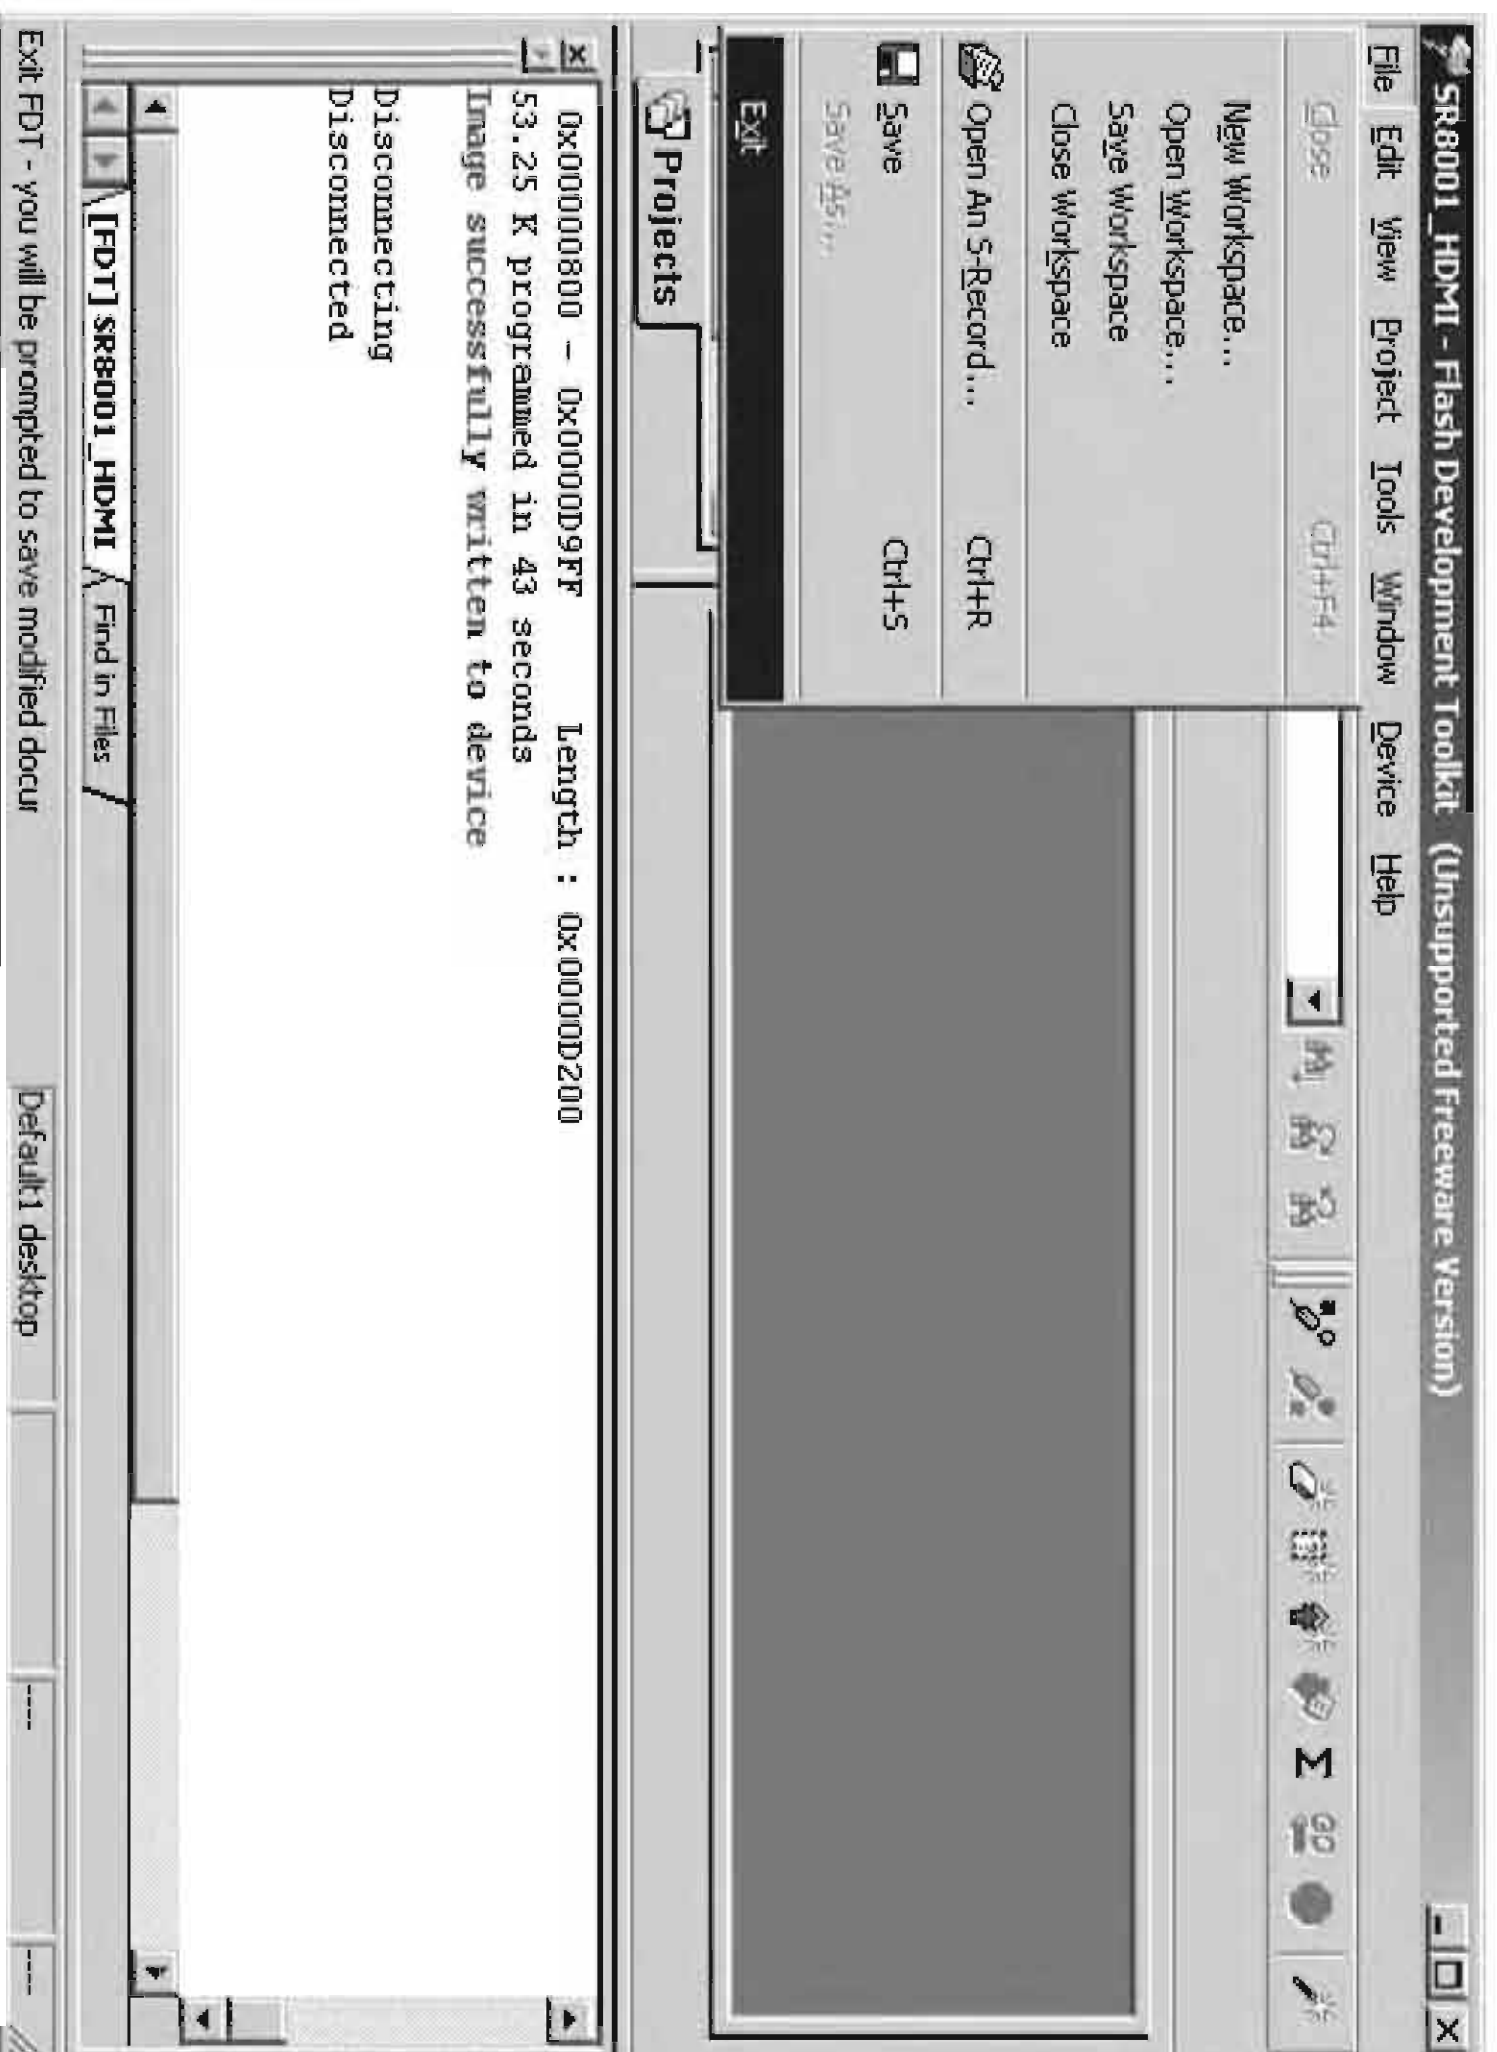 SR8001_HDMI - Flash Development Toolkit (Unsupported Freeware Version)
File Edit View Project Tools Window Device Help
Close Ctrl+F4
New Workspace...
Open Workspace...
Save Workspace
Close Workspace
Open An S-Record... Ctrl+R
Save Ctrl+S
Save As...
Exit
GO
Projects
0x00000800 - 0x0000D9FF Length : 0x0000D200
53.25 K programmed in 43 seconds
Image successfully written to device
Disconnecting
Disconnected
[FDT] SR8001_HDMI Find in Files
Exit FDT - you will be prompted to save modified docur Default1 desktop ---- ----